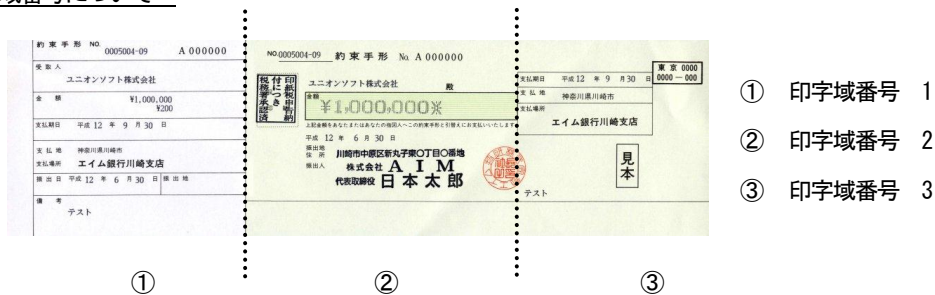 域番号について
約束手形 NO.
0005004-09 A 000000
受取人
ユニオンソフト株式会社
金額 ¥1,000,000
¥200
支払期日 平成 12 年 9 月 30 日
支払地 神奈川県川崎市
支払場所 エイム銀行川崎支店
振出日 平成 12 年 6 月 30 日 振出地
備考
テスト
NO.0005004-09 約束手形 No. A 000000
印紙税申告納
付につき
税務署承認済
ユニオンソフト株式会社 殿
金額
¥1,000,000※
上記金額をあなたまたはあなたの指図人へこの約束手形と引替えにお支払いいたします
平成 12 年 6 月 30 日
振出地
住所 川崎市中原区新丸子東〇丁目〇番地
振出人 株式会社 AIM
代表取締役 日本太郎
東京 0000
0000-000
支払期日 平成 12 年 9 月 30 日
支払地 神奈川県川崎市
支払場所
エイム銀行川崎支店
見本
テスト
① 印字域番号 1
② 印字域番号 2
③ 印字域番号 3
① ② ③